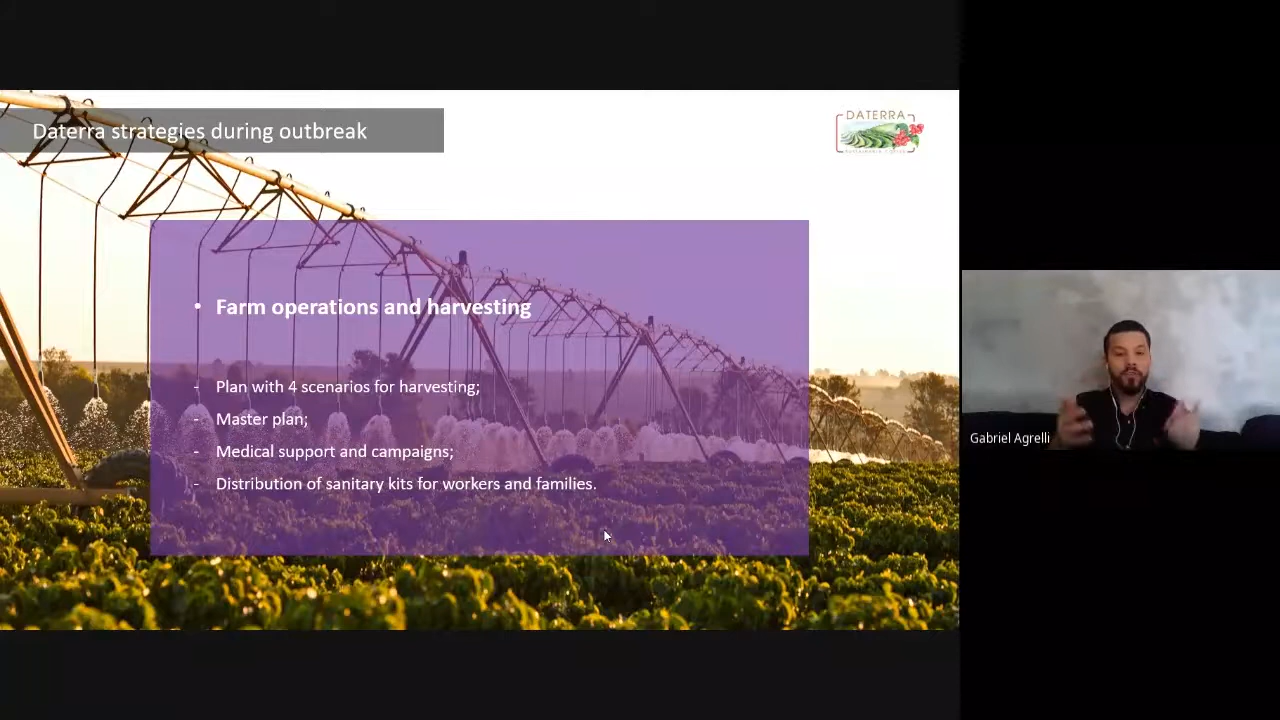 Daterra strategies during outbreak
DATERRA
• Farm operations and harvesting
- Plan with 4 scenarios for harvesting;
- Master plan;
- Medical support and campaigns;
- Distribution of sanitary kits for workers and families.
Gabriel Agrelli